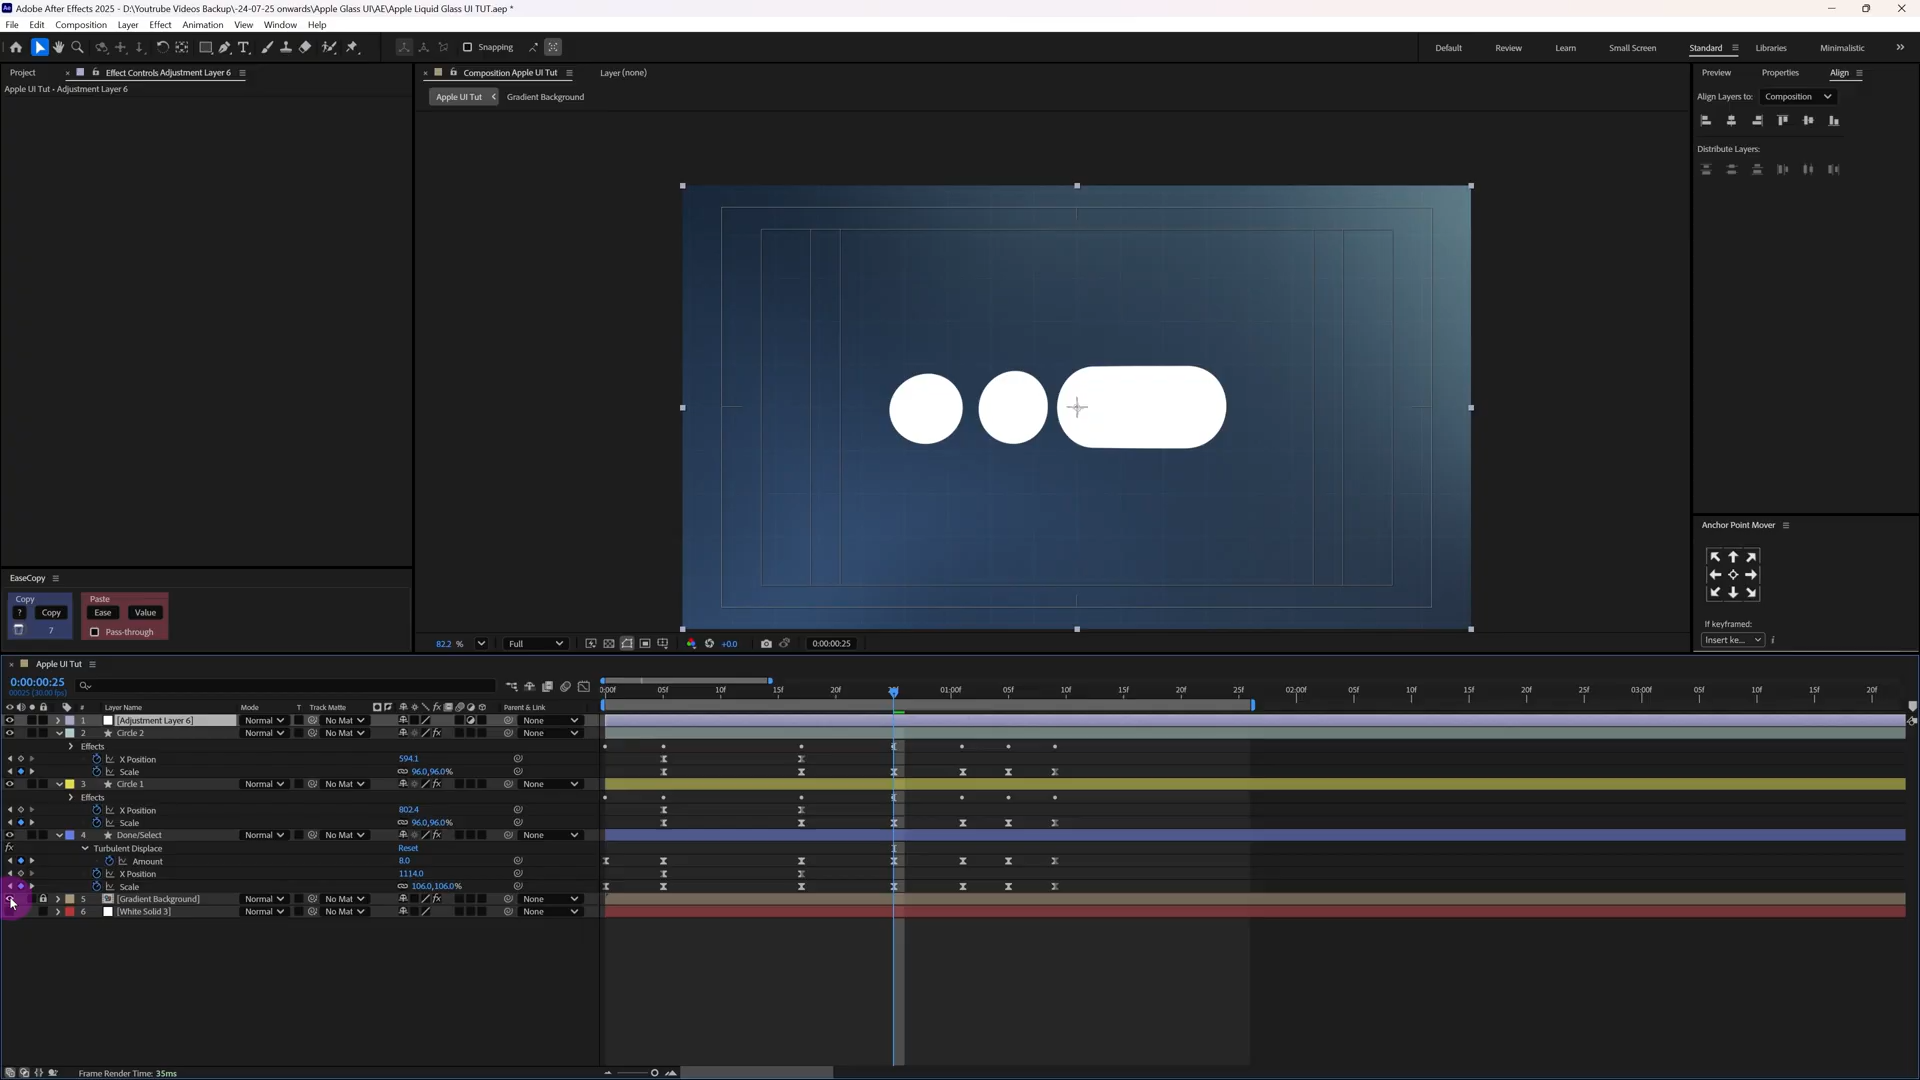 Adobe After Effects 2025 - D:\Youtube Videos Backup\-24-07-25 onwards\Apple Glass UI\AE\Apple Liquid Glass UI TUT.aep *
File Edit Composition Layer Effect Animation View Window Help
Snapping
Default Review Learn Small Screen Standard Libraries Minimalistic
Project Effect Controls Adjustment Layer 6
Apple UI Tut • Adjustment Layer 6
Composition Apple UI Tut Layer (none)
Apple UI Tut Gradient Background
Preview Properties Align
Align Layers to: Composition
Distribute Layers:
Anchor Point Mover
If keyframed:
Insert ke...
EaseCopy
Copy Paste
? Copy Ease Value
7 Pass-through
82.2 % Full +0.0 0:00:00:25
Apple UI Tut
0:00:00:25
00025 (30.00 fps)
0:00f 05f 10f 15f 20f 01:00f 05f 10f 15f 20f 25f 02:00f 05f 10f 15f 20f 25f 03:00f 05f 10f 15f 20f
# Layer Name Mode T Track Matte Parent & Link
1 [Adjustment Layer 6] Normal No Mat None
2 Circle 2 Normal No Mat None
Effects
X Position 594.1
Scale 96.0,96.0%
3 Circle 1 Normal No Mat None
Effects
X Position 802.4
Scale 96.0,96.0%
4 Done/Select Normal No Mat None
Turbulent Displace Reset
Amount 8.0
X Position 1114.0
Scale 106.0,106.0%
5 [Gradient Background] Normal No Mat None
6 [White Solid 3] Normal No Mat None
Frame Render Time: 35ms